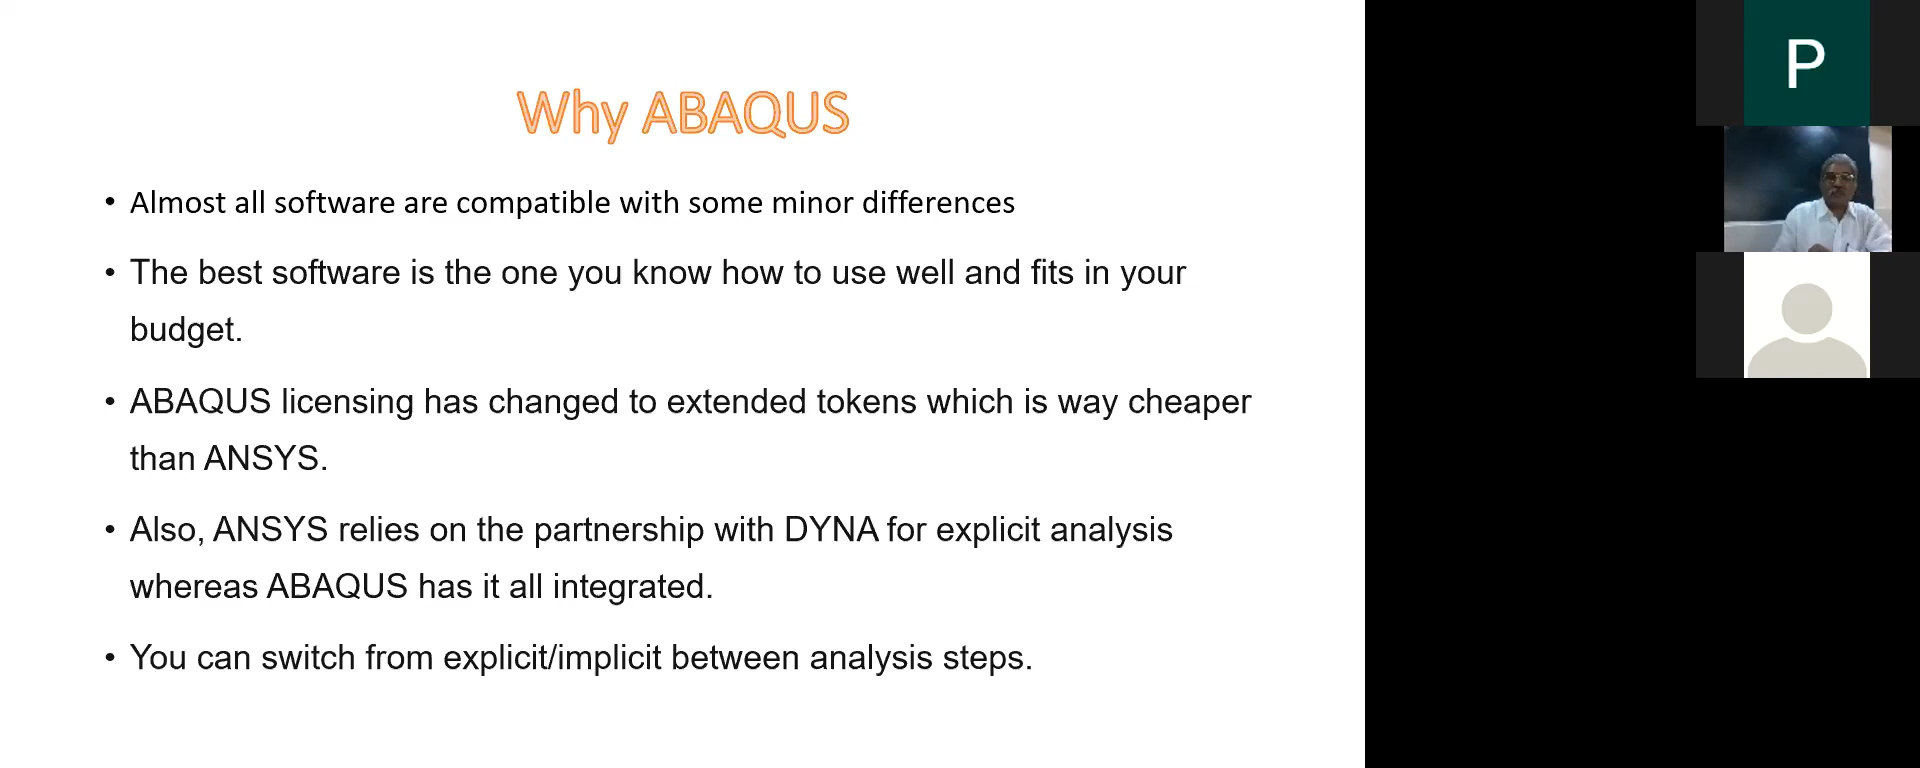 Why ABAQUS
• Almost all software are compatible with some minor differences
• The best software is the one you know how to use well and fits in your
budget.
• ABAQUS licensing has changed to extended tokens which is way cheaper
than ANSYS.
• Also, ANSYS relies on the partnership with DYNA for explicit analysis
whereas ABAQUS has it all integrated.
• You can switch from explicit/implicit between analysis steps.
P